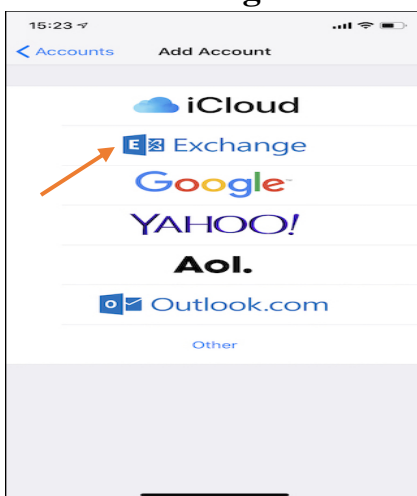 15:23
Accounts Add Account
iCloud
E Exchange
Google
YAHOO!
Aol.
o Outlook.com
Other